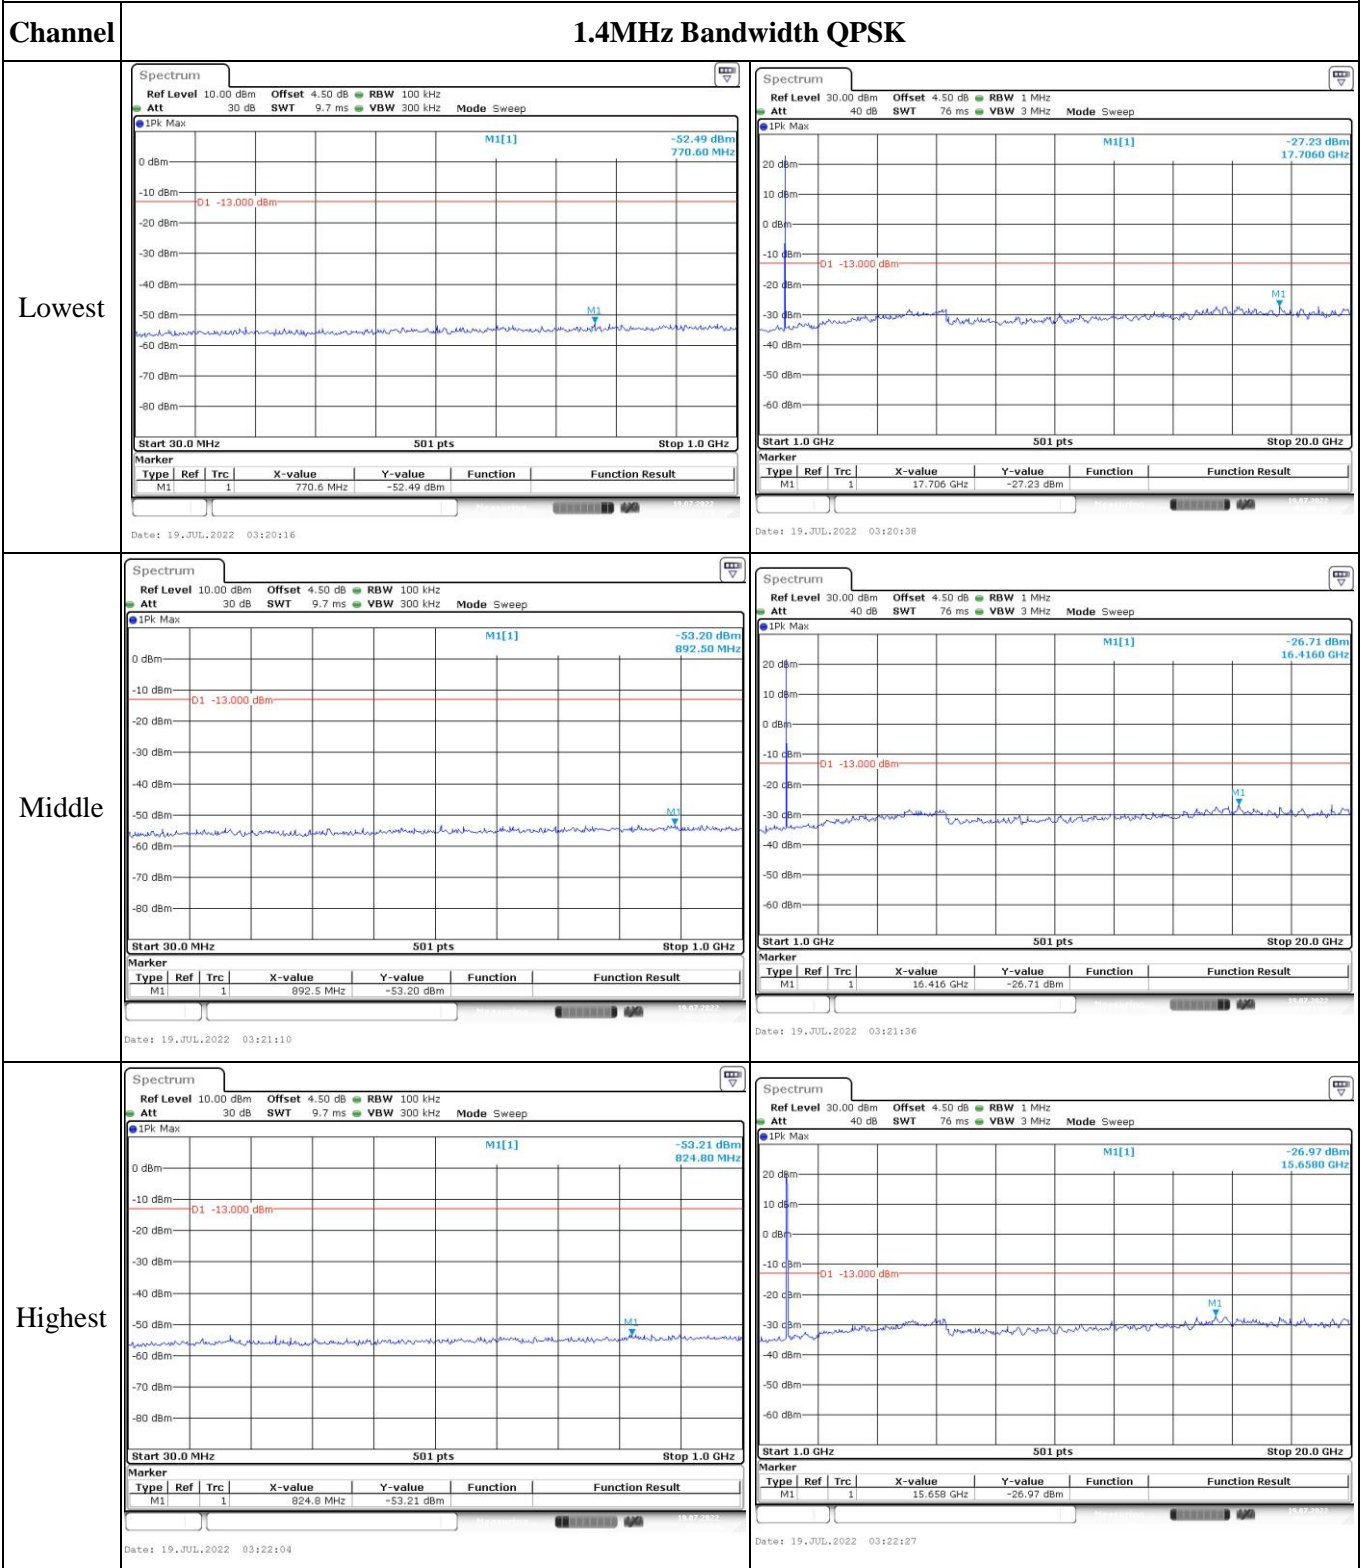 Channel
1.4MHz Bandwidth QPSK
Lowest
Spectrum
Ref Level 10.00 dBm Offset 4.50 dB RBW 100 kHz
Att 30 dB SWT 9.7 ms VBW 300 kHz Mode Sweep
1Pk Max
M1[1] -52.49 dBm
770.60 MHz
0 dBm
-10 dBm
D1 -13.000 dBm
-20 dBm
-30 dBm
-40 dBm
-50 dBm
M1
-60 dBm
-70 dBm
-80 dBm
Start 30.0 MHz 501 pts Stop 1.0 GHz
Marker
Type Ref Trc X-value Y-value Function Function Result
M1 1 770.6 MHz -52.49 dBm
Date: 19.JUL.2022 03:20:16
Spectrum
Ref Level 30.00 dBm Offset 4.50 dB RBW 1 MHz
Att 40 dB SWT 76 ms VBW 3 MHz Mode Sweep
1Pk Max
M1[1] -27.23 dBm
17.7060 GHz
20 dBm
10 dBm
0 dBm
-10 dBm
D1 -13.000 dBm
-20 dBm
M1
-30 dBm
-40 dBm
-50 dBm
-60 dBm
Start 1.0 GHz 501 pts Stop 20.0 GHz
Marker
Type Ref Trc X-value Y-value Function Function Result
M1 1 17.706 GHz -27.23 dBm
Date: 19.JUL.2022 03:20:38
Middle
Spectrum
Ref Level 10.00 dBm Offset 4.50 dB RBW 100 kHz
Att 30 dB SWT 9.7 ms VBW 300 kHz Mode Sweep
1Pk Max
M1[1] -53.20 dBm
892.50 MHz
0 dBm
-10 dBm
D1 -13.000 dBm
-20 dBm
-30 dBm
-40 dBm
-50 dBm
M1
-60 dBm
-70 dBm
-80 dBm
Start 30.0 MHz 501 pts Stop 1.0 GHz
Marker
Type Ref Trc X-value Y-value Function Function Result
M1 1 892.5 MHz -53.20 dBm
Date: 19.JUL.2022 03:21:10
Spectrum
Ref Level 30.00 dBm Offset 4.50 dB RBW 1 MHz
Att 40 dB SWT 76 ms VBW 3 MHz Mode Sweep
1Pk Max
M1[1] -26.71 dBm
16.4160 GHz
20 dBm
10 dBm
0 dBm
-10 dBm
D1 -13.000 dBm
-20 dBm
M1
-30 dBm
-40 dBm
-50 dBm
-60 dBm
Start 1.0 GHz 501 pts Stop 20.0 GHz
Marker
Type Ref Trc X-value Y-value Function Function Result
M1 1 16.416 GHz -26.71 dBm
Date: 19.JUL.2022 03:21:36
Highest
Spectrum
Ref Level 10.00 dBm Offset 4.50 dB RBW 100 kHz
Att 30 dB SWT 9.7 ms VBW 300 kHz Mode Sweep
1Pk Max
M1[1] -53.21 dBm
824.80 MHz
0 dBm
-10 dBm
D1 -13.000 dBm
-20 dBm
-30 dBm
-40 dBm
-50 dBm
M1
-60 dBm
-70 dBm
-80 dBm
Start 30.0 MHz 501 pts Stop 1.0 GHz
Marker
Type Ref Trc X-value Y-value Function Function Result
M1 1 824.8 MHz -53.21 dBm
Date: 19.JUL.2022 03:22:04
Spectrum
Ref Level 30.00 dBm Offset 4.50 dB RBW 1 MHz
Att 40 dB SWT 76 ms VBW 3 MHz Mode Sweep
1Pk Max
M1[1] -26.97 dBm
15.6580 GHz
20 dBm
10 dBm
0 dBm
-10 dBm
D1 -13.000 dBm
-20 dBm
M1
-30 dBm
-40 dBm
-50 dBm
-60 dBm
Start 1.0 GHz 501 pts Stop 20.0 GHz
Marker
Type Ref Trc X-value Y-value Function Function Result
M1 1 15.658 GHz -26.97 dBm
Date: 19.JUL.2022 03:22:27